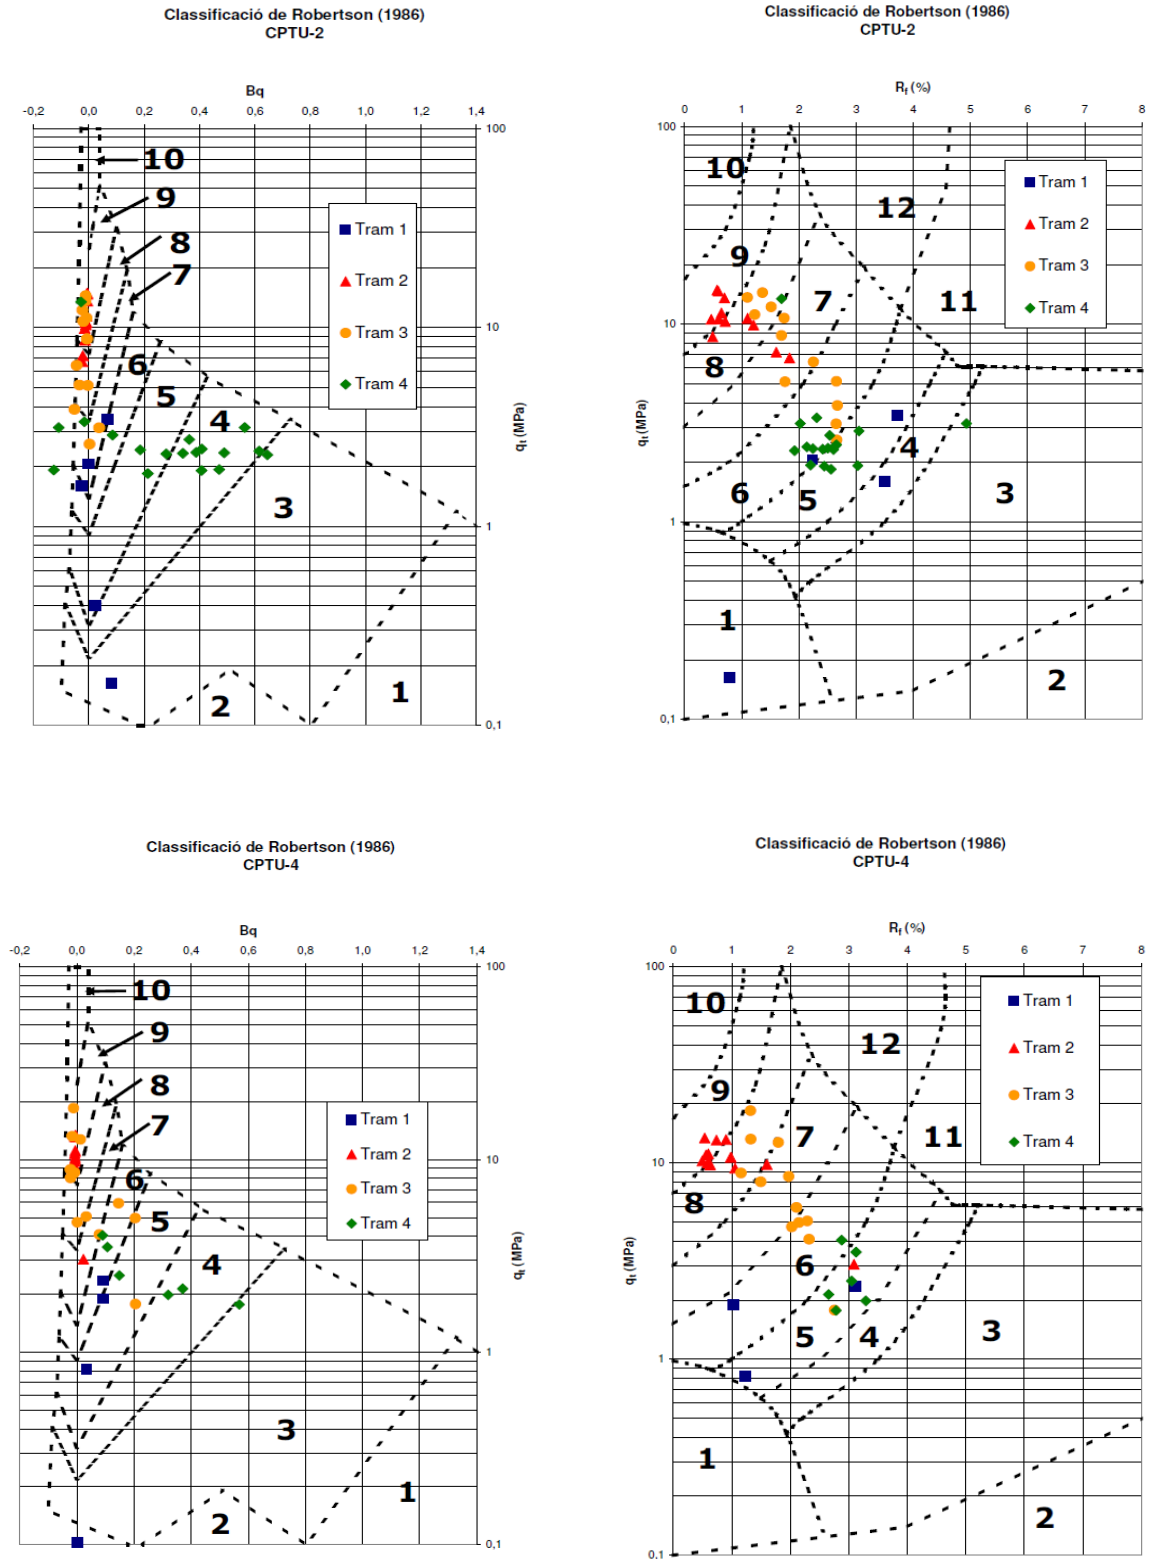 Classificació de Robertson (1986)
CPTU-2
Bq
-0,2 0,0 0,2 0,4 0,6 0,8 1,0 1,2 1,4
100
10
1
0,1
qt (MPa)
10
9
8
7
6
5
4
3
2
1
Tram 1
Tram 2
Tram 3
Tram 4
Classificació de Robertson (1986)
CPTU-2
Rf (%)
0 1 2 3 4 5 6 7 8
100
10
1
0,1
qt (MPa)
10
12
9
7
11
8
4
6
5
3
1
2
Tram 1
Tram 2
Tram 3
Tram 4
Classificació de Robertson (1986)
CPTU-4
Bq
-0,2 0,0 0,2 0,4 0,6 0,8 1,0 1,2 1,4
100
10
1
0,1
qt (MPa)
10
9
8
7
6
5
4
3
1
2
Tram 1
Tram 2
Tram 3
Tram 4
Classificació de Robertson (1986)
CPTU-4
Rf (%)
0 1 2 3 4 5 6 7 8
100
10
1
0,1
qt (MPa)
10
12
9
7
11
8
6
5
4
3
1
2
Tram 1
Tram 2
Tram 3
Tram 4